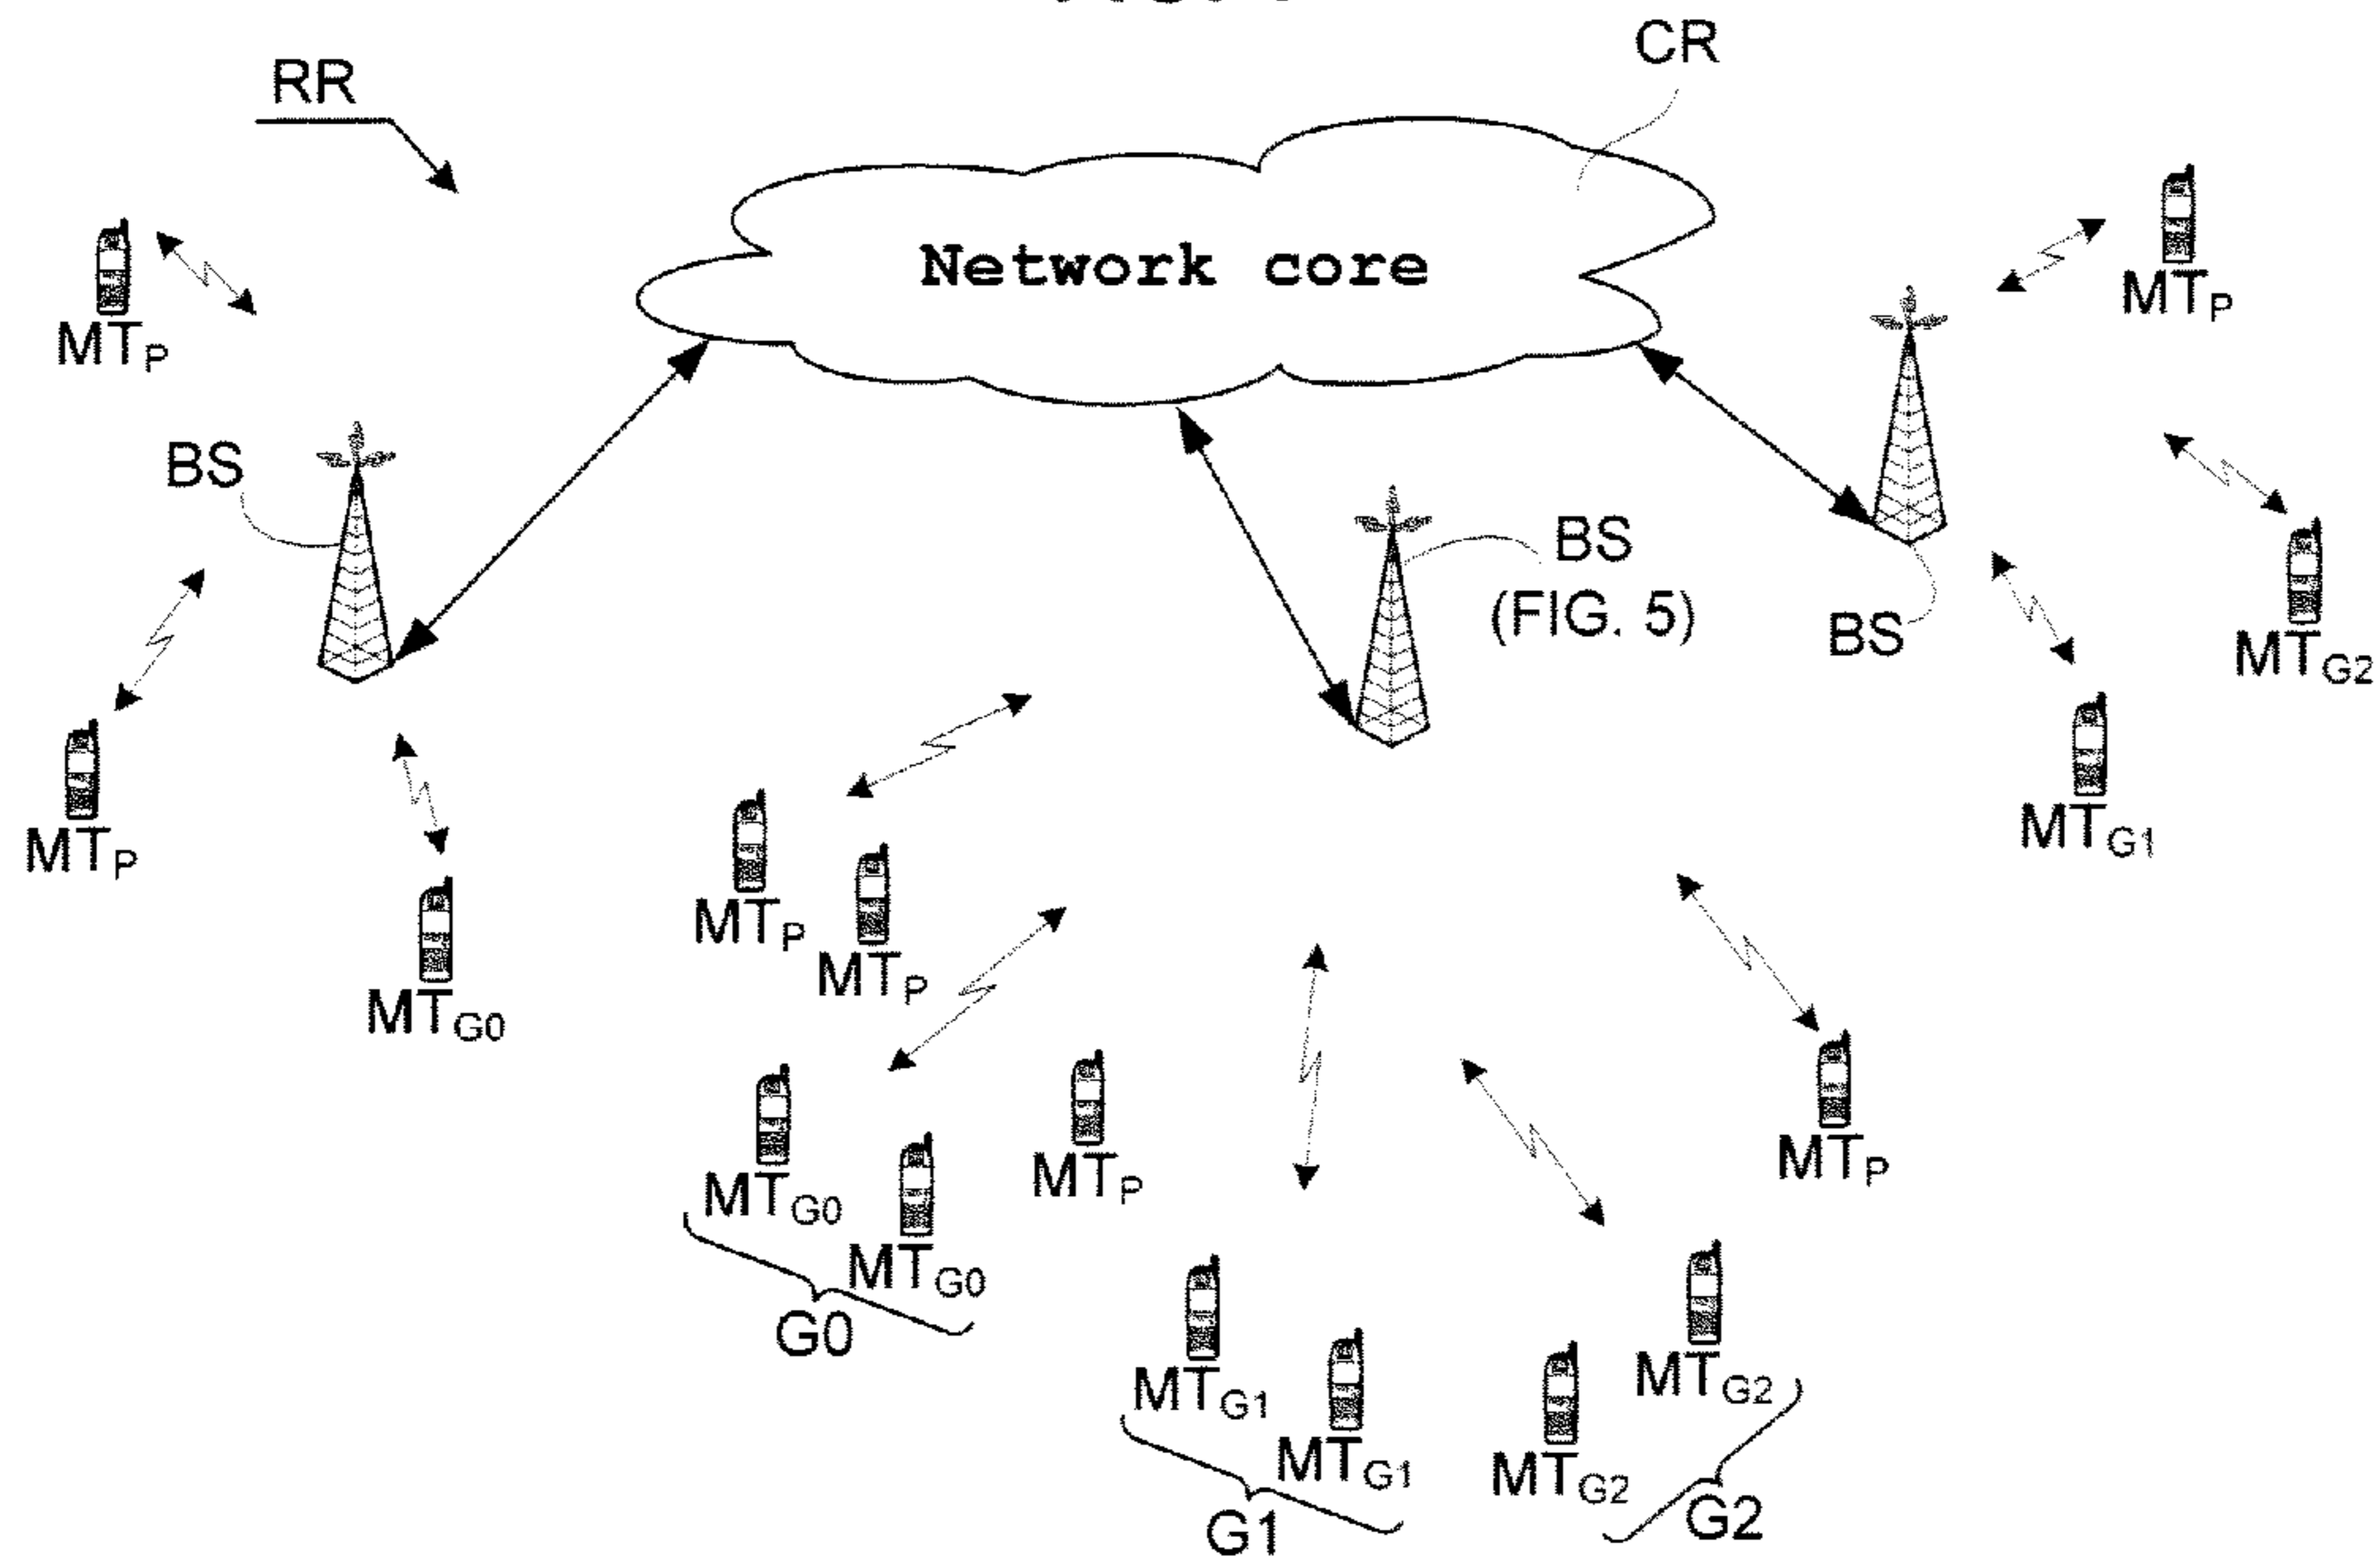 CR
RR
Network core
MTP
MTP
BS
BS
(FIG. 5)
BS
MTG2
MTP
MTG1
MTP
MTP
MTG0
MTP
MTP
MTG0
MTG0
G0
MTG1
MTG1
G1
MTG2
MTG2
G2